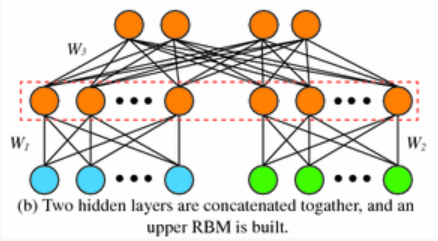 W3
W1
W2
(b) Two hidden layers are concatenated togather, and an
upper RBM is built.